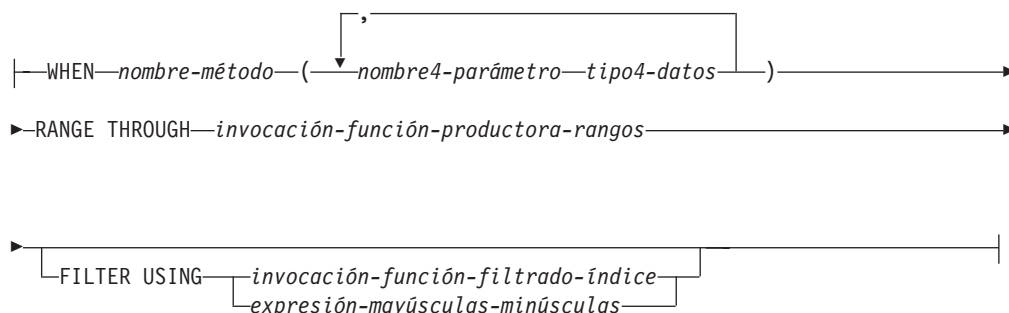 ,
WHEN nombre-método ( nombre4-parámetro tipo4-datos )
RANGE THROUGH invocación-función-productora-rangos
FILTER USING invocación-función-filtrado-índice
expresión-mayúsculas-minúsculas